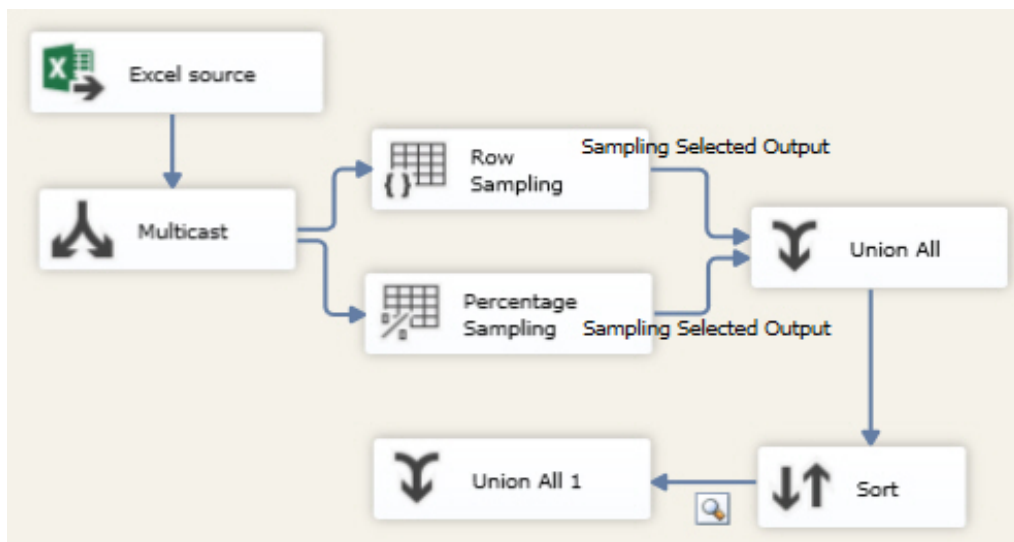 Excel source
Multicast
Row
Sampling
Sampling Selected Output
Percentage
Sampling
Sampling Selected Output
Union All
Sort
Union All 1